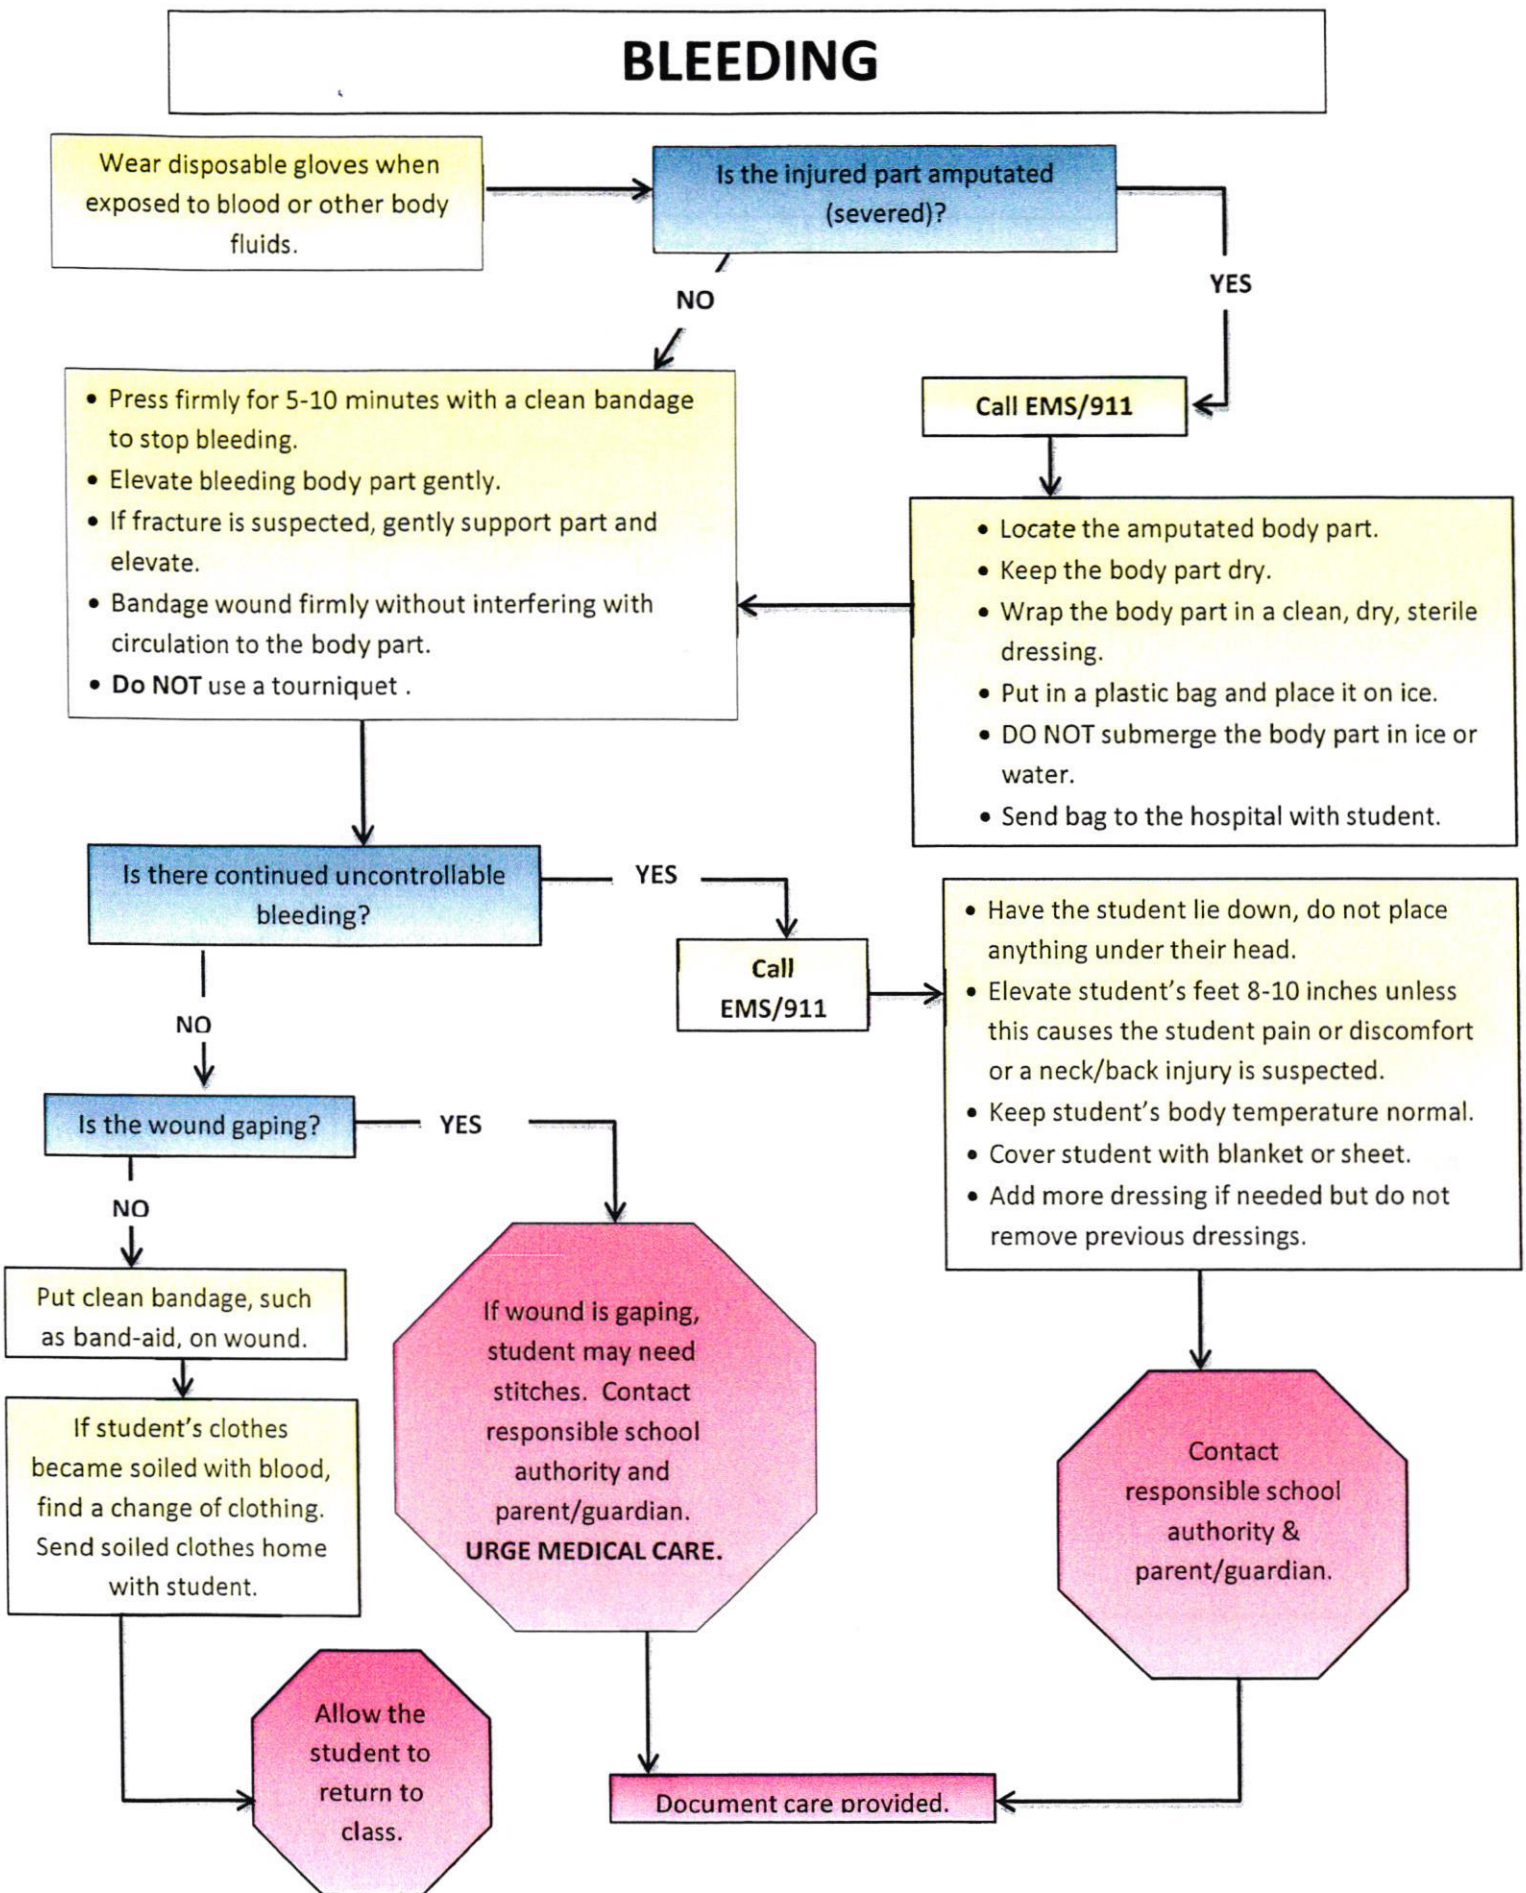 BLEEDING
Wear disposable gloves when
exposed to blood or other body
fluids.
Is the injured part amputated
(severed)?
NO
YES
• Press firmly for 5-10 minutes with a clean bandage
to stop bleeding.
• Elevate bleeding body part gently.
• If fracture is suspected, gently support part and
elevate.
• Bandage wound firmly without interfering with
circulation to the body part.
• Do NOT use a tourniquet .
Call EMS/911
• Locate the amputated body part.
• Keep the body part dry.
• Wrap the body part in a clean, dry, sterile
dressing.
• Put in a plastic bag and place it on ice.
• DO NOT submerge the body part in ice or
water.
• Send bag to the hospital with student.
Is there continued uncontrollable
bleeding?
YES
Call
EMS/911
• Have the student lie down, do not place
anything under their head.
• Elevate student's feet 8-10 inches unless
this causes the student pain or discomfort
or a neck/back injury is suspected.
• Keep student's body temperature normal.
• Cover student with blanket or sheet.
• Add more dressing if needed but do not
remove previous dressings.
NO
Is the wound gaping?
YES
NO
Put clean bandage, such
as band-aid, on wound.
If student's clothes
became soiled with blood,
find a change of clothing.
Send soiled clothes home
with student.
If wound is gaping,
student may need
stitches. Contact
responsible school
authority and
parent/guardian.
URGE MEDICAL CARE.
Contact
responsible school
authority &
parent/guardian.
Allow the
student to
return to
class.
Document care provided.